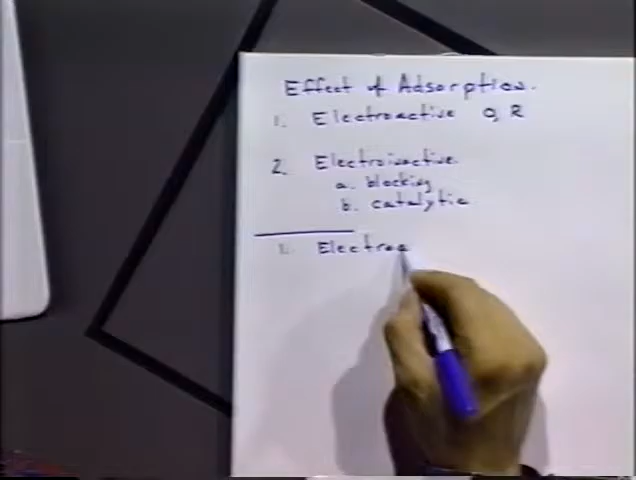 Effect of Adsorption.
1. Electroactive O, R
2. Electroinactive.
a. blocking
b. catalytic
1. Electroa